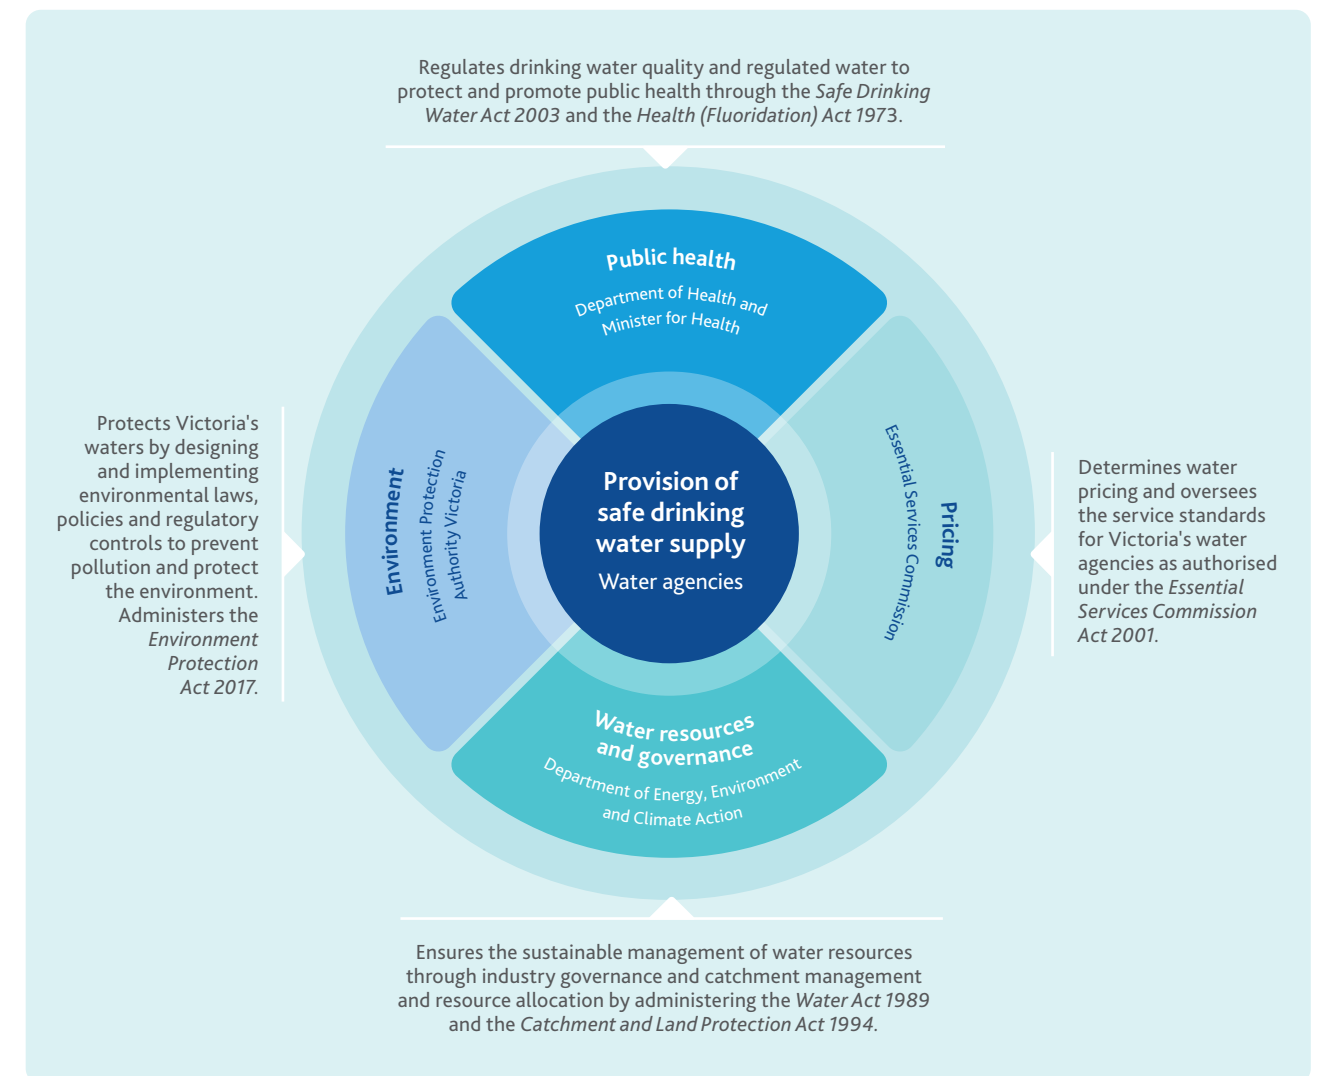 Regulates drinking water quality and regulated water to
protect and promote public health through the Safe Drinking
Water Act 2003 and the Health (Fluoridation) Act 1973.
Public health
Department of Health and
Minister for Health
Protects Victoria's
waters by designing
and implementing
environmental laws,
policies and regulatory
controls to prevent
pollution and protect
the environment.
Administers the
Environment
Protection
Act 2017.
Environment
Environment Protection
Authority Victoria
Provision of
safe drinking
water supply
Water agencies
Pricing
Essential Services Commission
Determines water
pricing and oversees
the service standards
for Victoria's water
agencies as authorised
under the Essential
Services Commission
Act 2001.
Water resources
and governance
Department of Energy, Environment
and Climate Action
Ensures the sustainable management of water resources
through industry governance and catchment management
and resource allocation by administering the Water Act 1989
and the Catchment and Land Protection Act 1994.